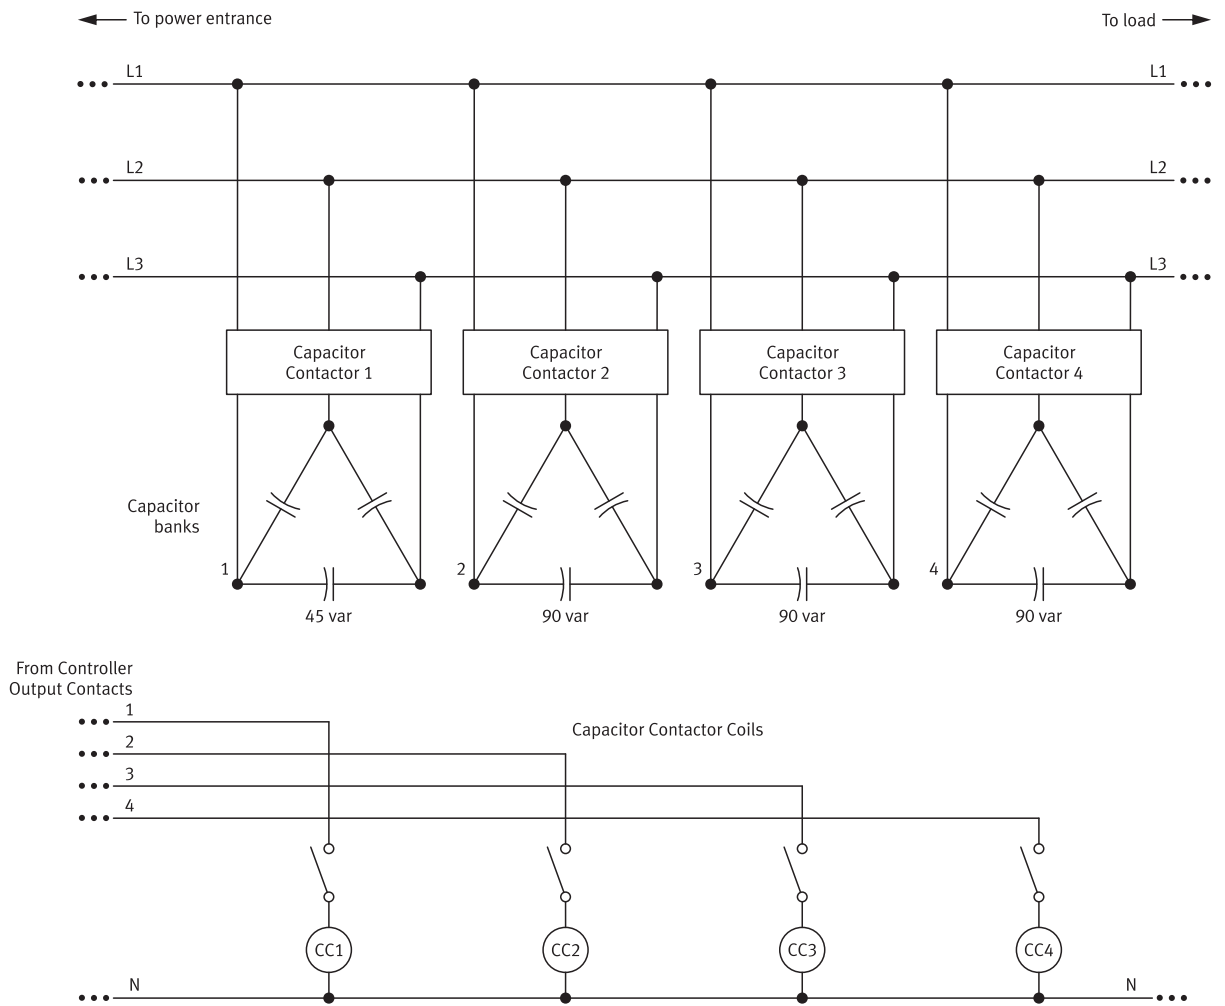 To power entrance
To load
L1
L1
L2
L2
L3
L3
Capacitor
Contactor 1
Capacitor
Contactor 2
Capacitor
Contactor 3
Capacitor
Contactor 4
Capacitor
banks
1
2
3
4
45 var
90 var
90 var
90 var
From Controller
Output Contacts
1
Capacitor Contactor Coils
2
3
4
CC1
CC2
CC3
CC4
N
N